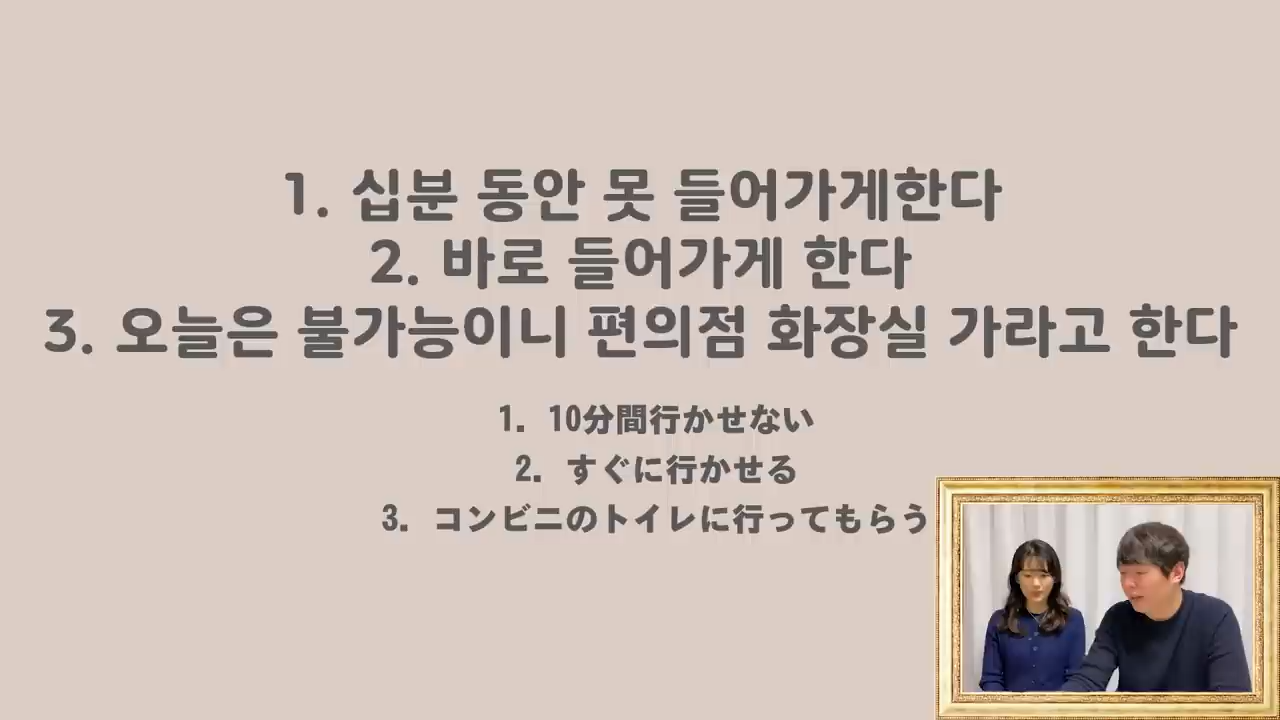 1. 십분 동안 못 들어가게한다
2. 바로 들어가게 한다
3. 오늘은 불가능이니 편의점 화장실 가라고 한다
1. 10分間行かせない
2. すぐに行かせる
3. コンビニのトイレに行ってもらう